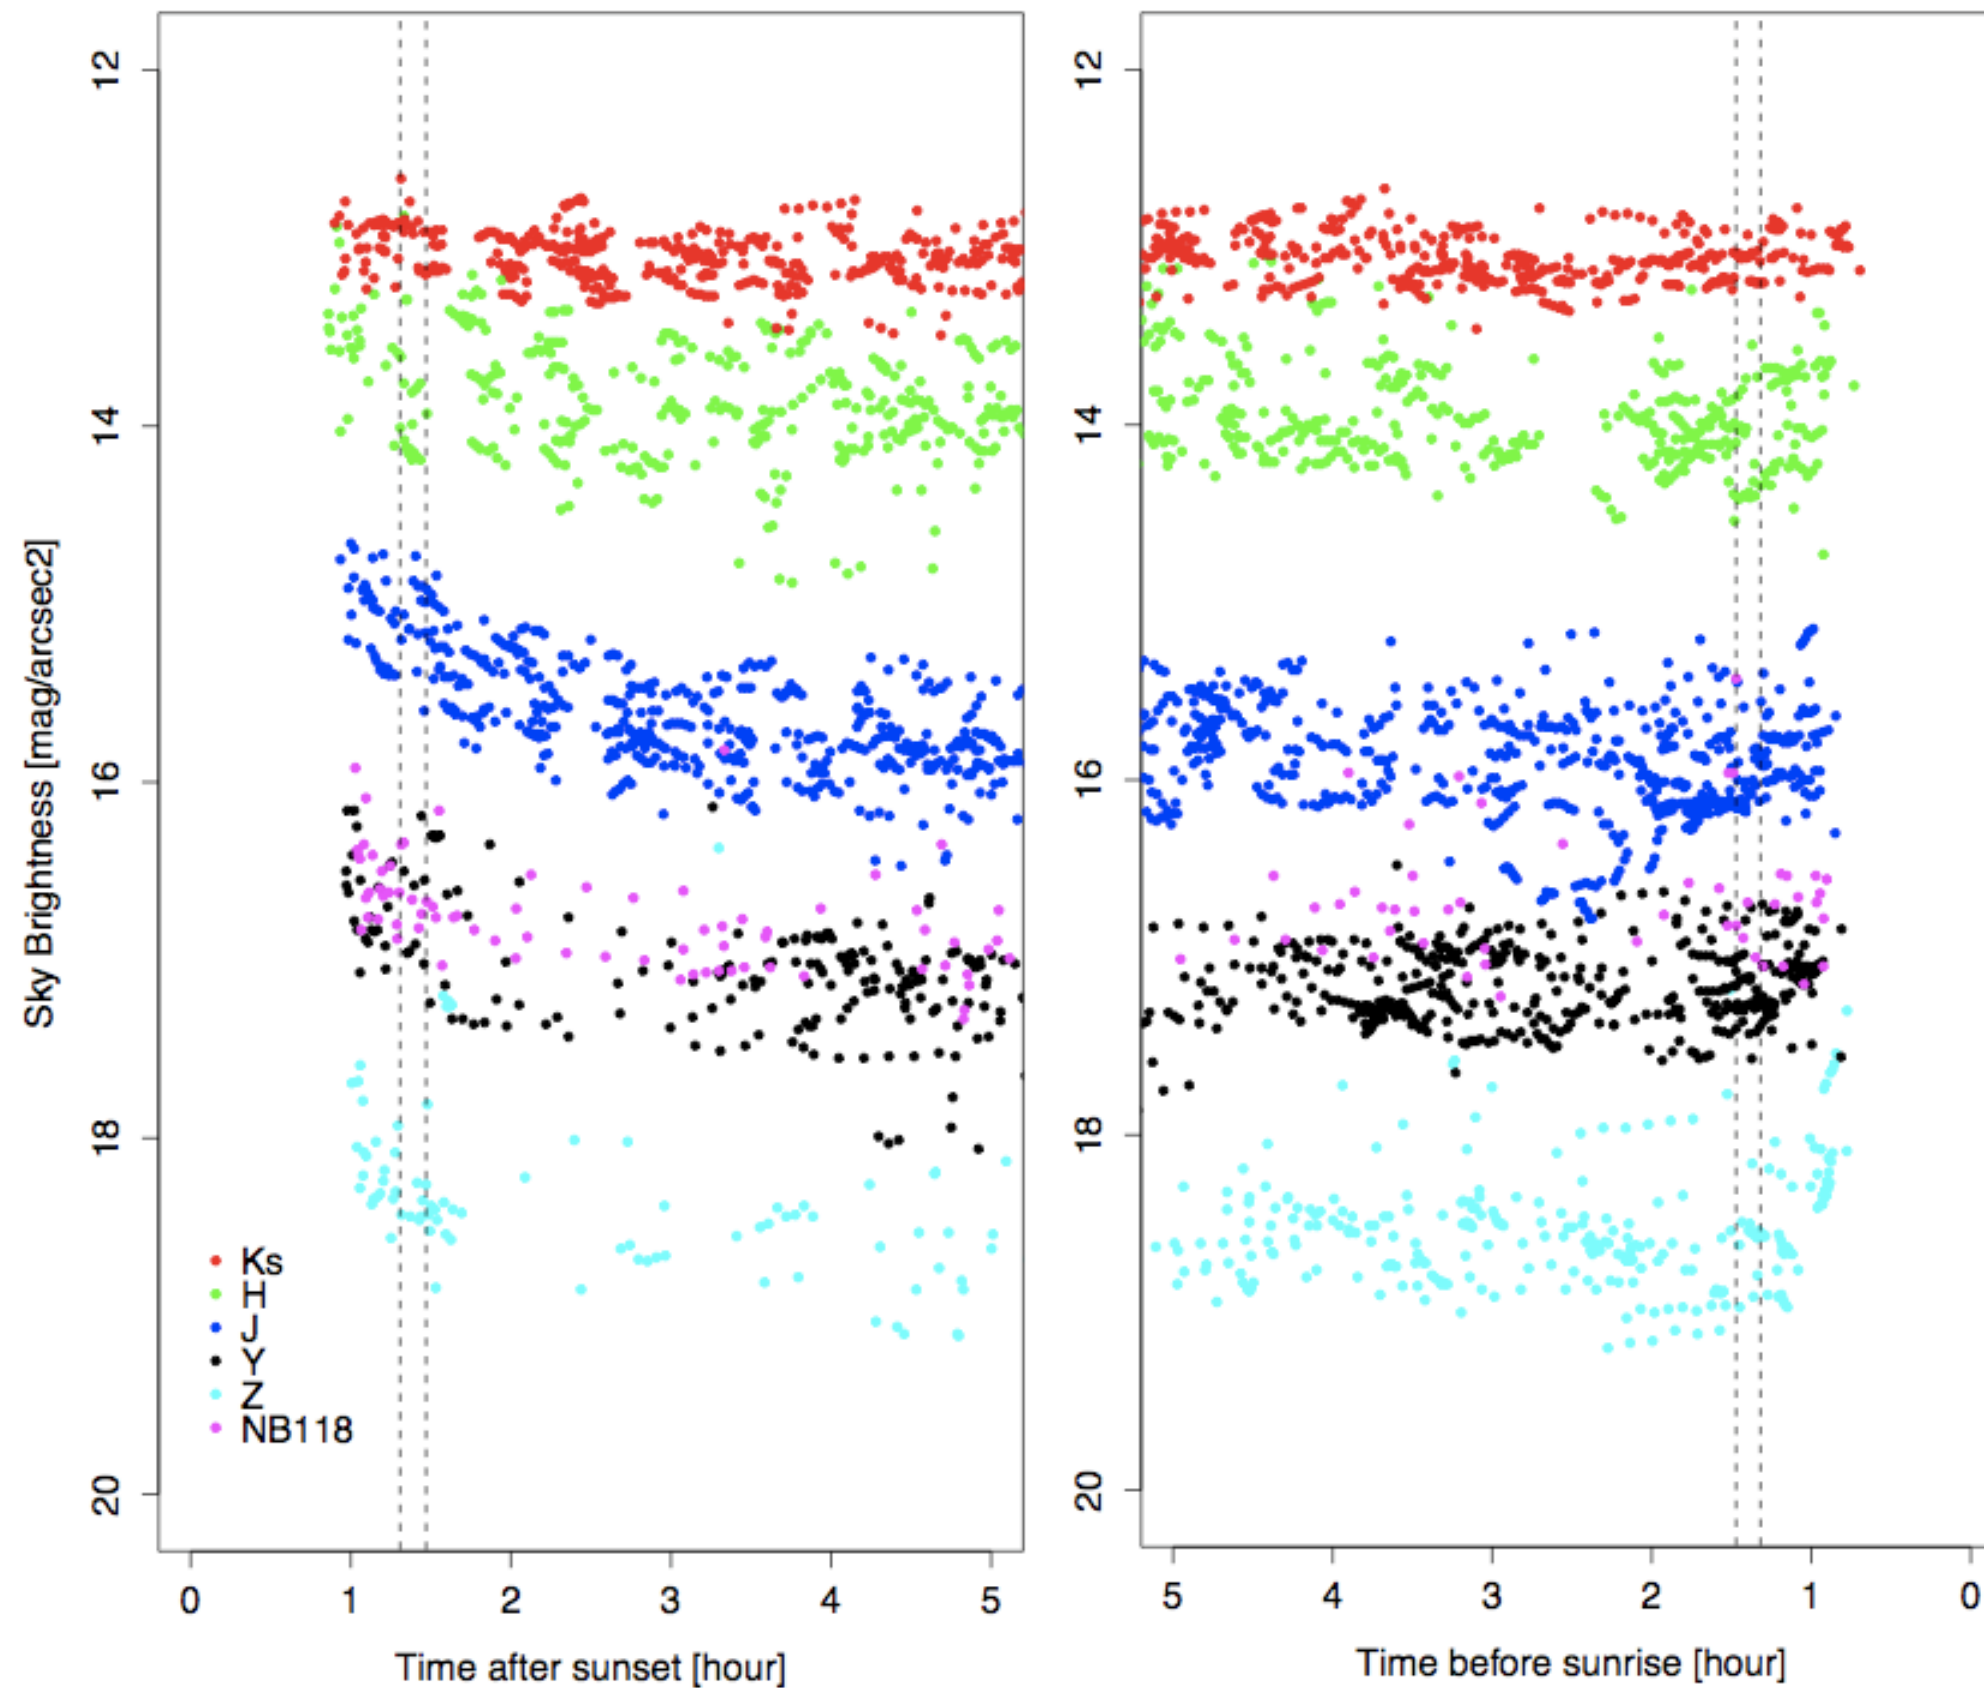 Sky Brightness [mag/arcsec2]
12
14
16
18
20
Ks
H
J
Y
Z
NB118
0 1 2 3 4 5
Time after sunset [hour]
12
14
16
18
20
5 4 3 2 1 0
Time before sunrise [hour]